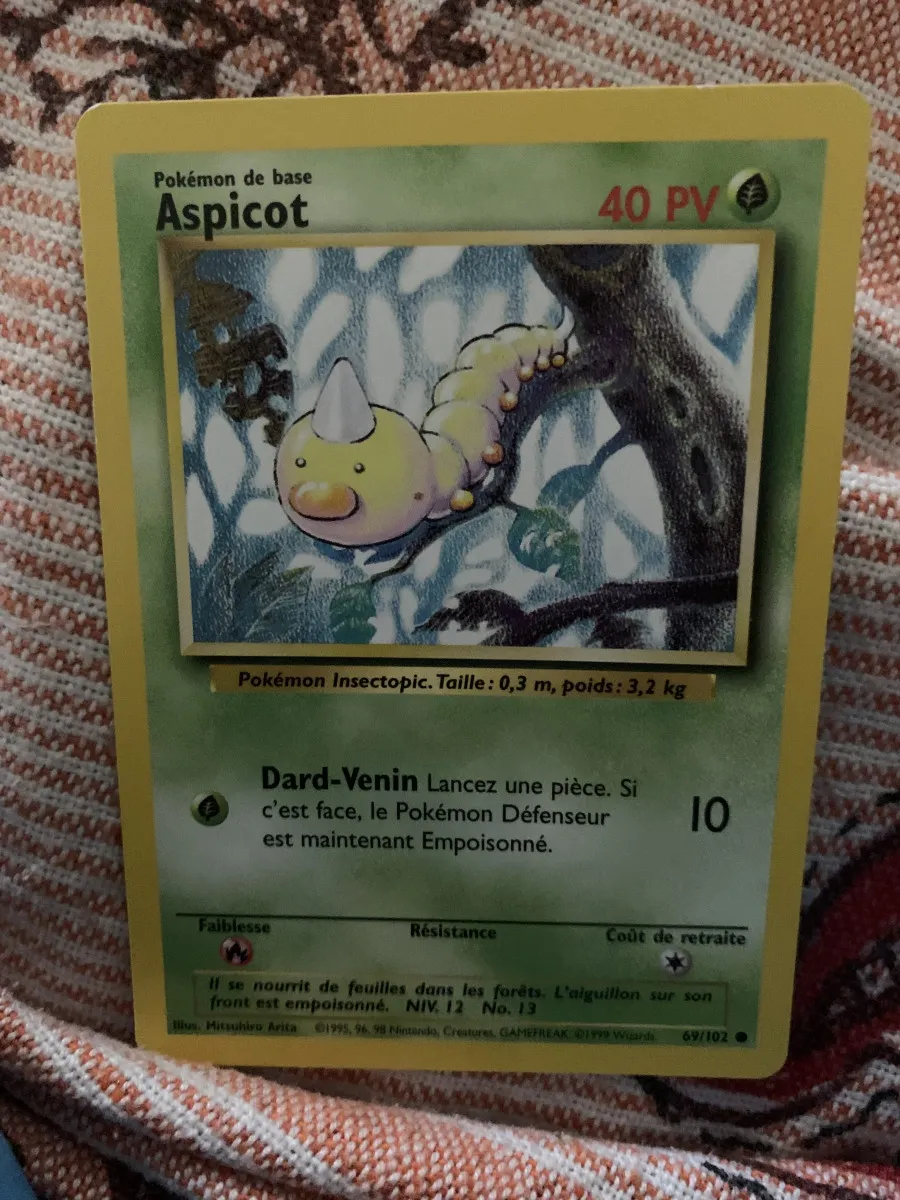 Pokémon de base
Aspicot
40 PV
Pokémon Insectopic. Taille : 0,3 m, poids : 3,2 kg
Dard-Venin Lancez une pièce. Si
c'est face, le Pokémon Défenseur
est maintenant Empoisonné.
10
Faiblesse
Résistance
Coût de retraite
Il se nourrit de feuilles dans les forêts. L'aiguillon sur son
front est empoisonné. NIV. 12 No. 13
Illus. Mitsuhiro Arita ©1995, 96, 98 Nintendo, Creatures, GAMEFREAK. ©1999 Wizards. 69/102